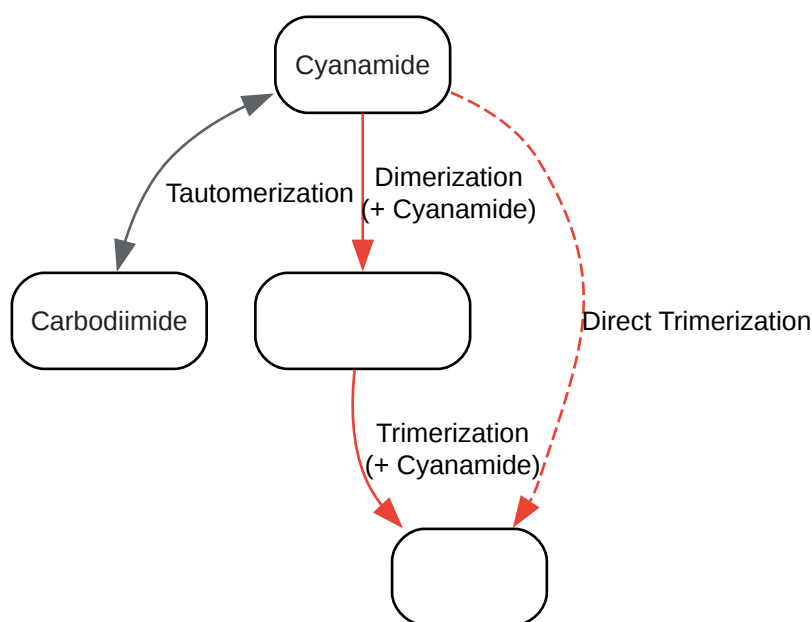 Cyanamide
Tautomerization
Dimerization
(+ Cyanamide)
Carbodiimide
Direct Trimerization
Trimerization
(+ Cyanamide)